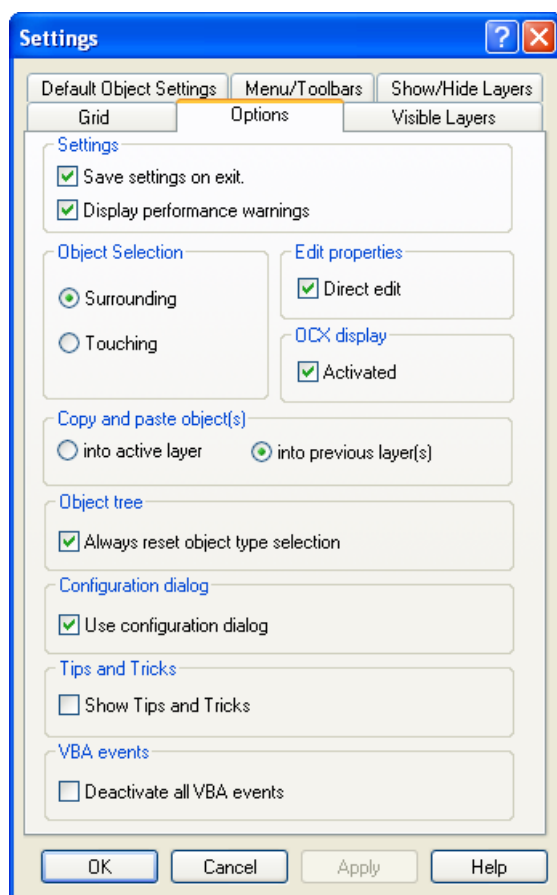 Settings
Default Object Settings Menu/Toolbars Show/Hide Layers
Grid Options Visible Layers
Settings
Save settings on exit.
Display performance warnings
Object Selection
Surrounding
Touching
Edit properties
Direct edit
OCX display
Activated
Copy and paste object(s)
into active layer into previous layer(s)
Object tree
Always reset object type selection
Configuration dialog
Use configuration dialog
Tips and Tricks
Show Tips and Tricks
VBA events
Deactivate all VBA events
OK Cancel Apply Help